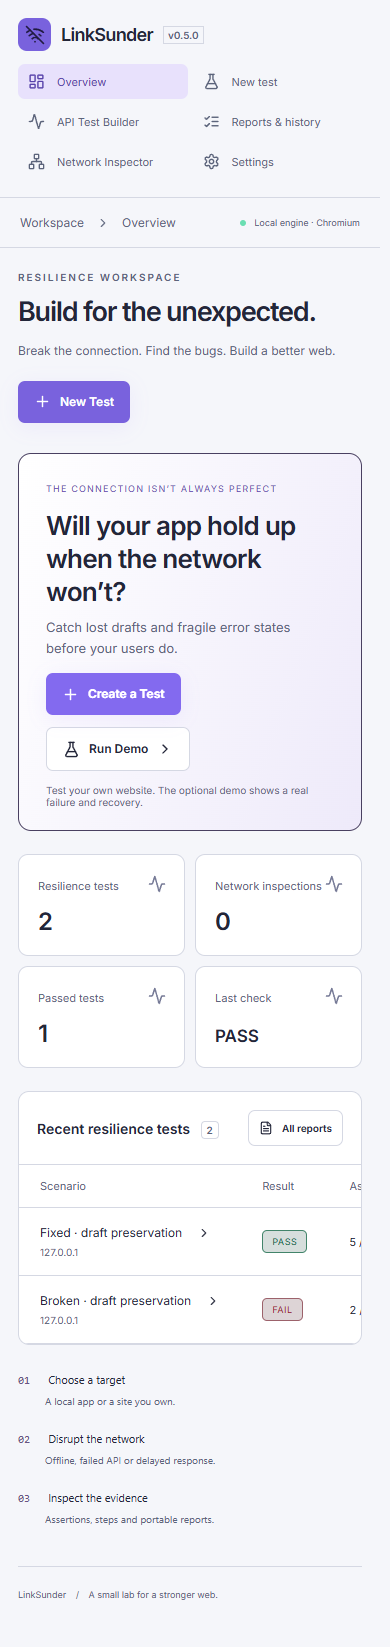 LinkSunder v0.5.0
Overview New test
API Test Builder Reports & history
Network Inspector Settings
Workspace > Overview Local engine · Chromium
RESILIENCE WORKSPACE
Build for the unexpected.
Break the connection. Find the bugs. Build a better web.
+ New Test
THE CONNECTION ISN'T ALWAYS PERFECT
Will your app hold up
when the network
won’t?
Catch lost drafts and fragile error states
before your users do.
+ Create a Test
Run Demo >
Test your own website. The optional demo shows a real
failure and recovery.
Resilience tests Network inspections
2 0
Passed tests Last check
1 PASS
Recent resilience tests 2 All reports
Scenario Result As
Fixed · draft preservation > PASS 5 /
127.0.0.1
Broken · draft preservation > FAIL 2 /
127.0.0.1
01 Choose a target
A local app or a site you own.
02 Disrupt the network
Offline, failed API or delayed response.
03 Inspect the evidence
Assertions, steps and portable reports.
LinkSunder / A small lab for a stronger web.